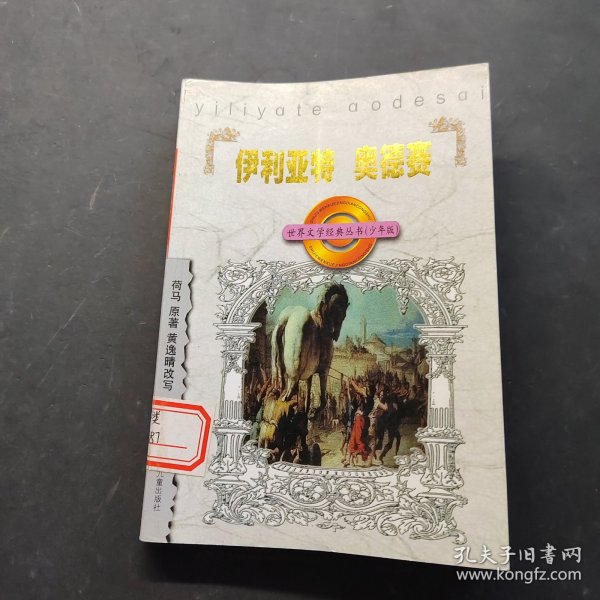 yiliyate aodesai
伊利亚特 奥德赛
世界文学经典丛书(少年版)
荷马 原著 黄逸晴改写
儿童出版社
类
87
孔夫子旧书网
www.kongfz.com